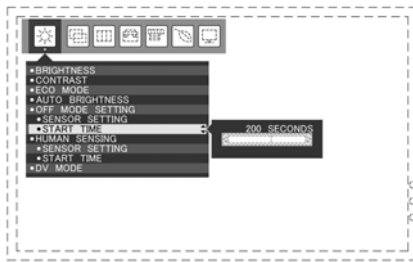 •BRIGHTNESS
•CONTRAST
•ECO MODE
•AUTO BRIGHTNESS
•OFF MODE SETTING
•SENSOR SETTING
•START TIME
200 SECONDS
•HUMAN SENSING
•SENSOR SETTING
•START TIME
•DV MODE